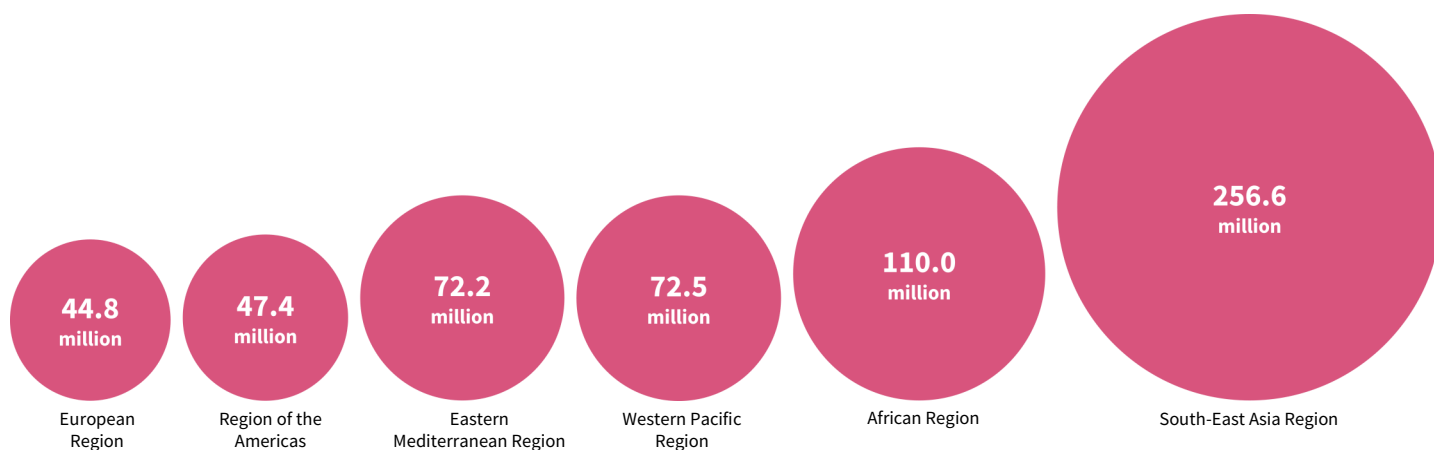 44.8
million
European
Region
47.4
million
Region of the
Americas
72.2
million
Eastern
Mediterranean Region
72.5
million
Western Pacific
Region
110.0
million
African Region
256.6
million
South-East Asia Region